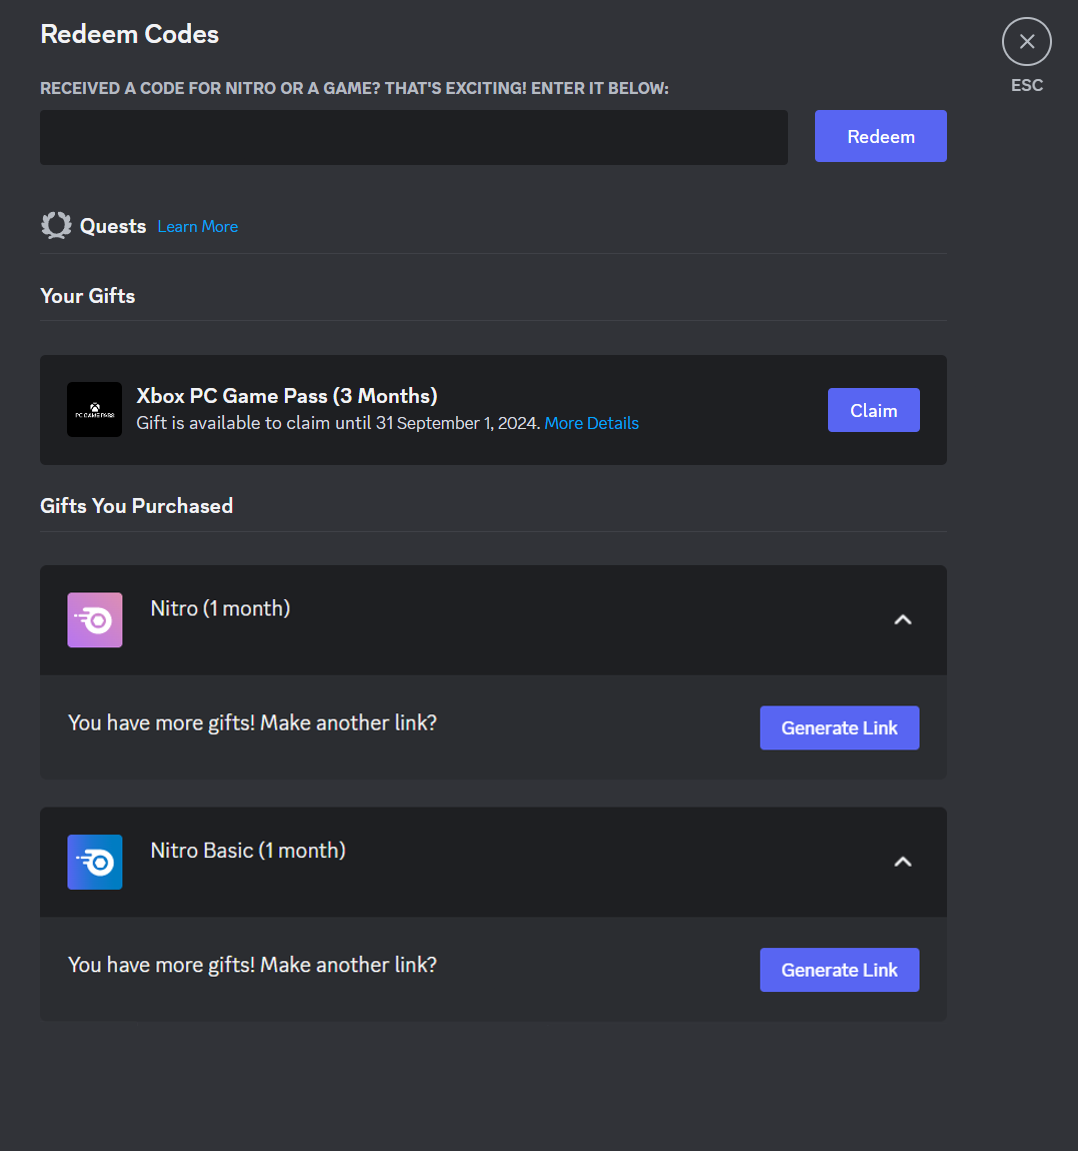 Redeem Codes
ESC
RECEIVED A CODE FOR NITRO OR A GAME? THAT'S EXCITING! ENTER IT BELOW:
Redeem
Quests Learn More
Your Gifts
PC GAME PASS
Xbox PC Game Pass (3 Months)
Gift is available to claim until 31 September 1, 2024. More Details
Claim
Gifts You Purchased
Nitro (1 month)
You have more gifts! Make another link?
Generate Link
Nitro Basic (1 month)
You have more gifts! Make another link?
Generate Link